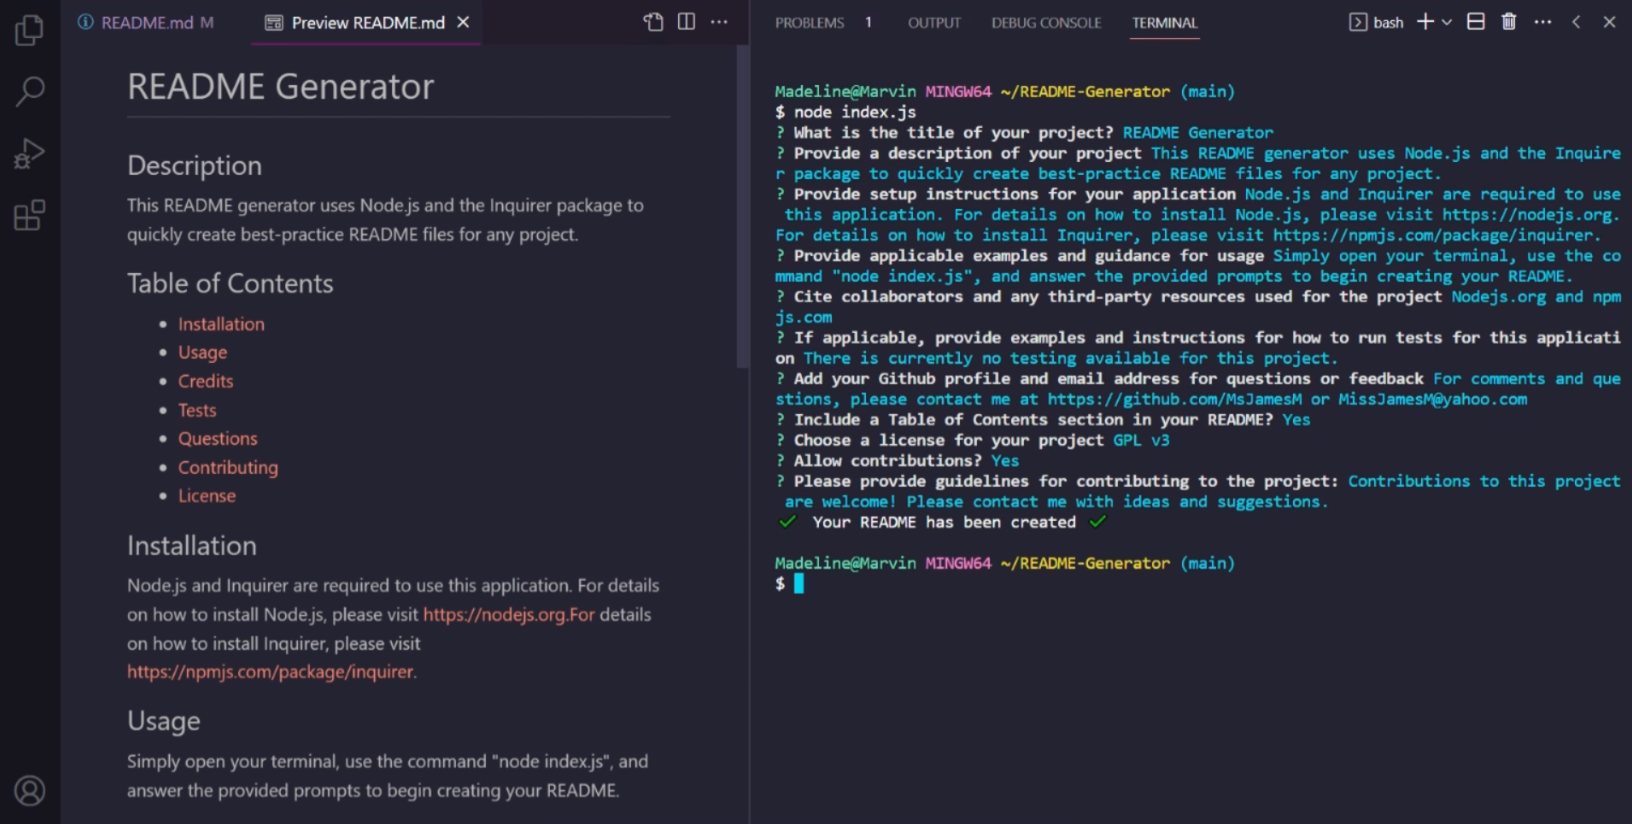 README.md M
Preview README.md
README Generator
Description
This README generator uses Node.js and the Inquirer package to
quickly create best-practice README files for any project.
Table of Contents
Installation
Usage
Credits
Tests
Questions
Contributing
License
Installation
Node.js and Inquirer are required to use this application. For details
on how to install Node.js, please visit https://nodejs.org.For details
on how to install Inquirer, please visit
https://npmjs.com/package/inquirer.
Usage
Simply open your terminal, use the command "node index.js", and
answer the provided prompts to begin creating your README.
PROBLEMS 1 OUTPUT DEBUG CONSOLE TERMINAL
bash
Madeline@Marvin MINGW64 ~/README-Generator (main)
$ node index.js
? What is the title of your project? README Generator
? Provide a description of your project This README generator uses Node.js and the Inquire
r package to quickly create best-practice README files for any project.
? Provide setup instructions for your application Node.js and Inquirer are required to use
this application. For details on how to install Node.js, please visit https://nodejs.org.
For details on how to install Inquirer, please visit https://npmjs.com/package/inquirer.
? Provide applicable examples and guidance for usage Simply open your terminal, use the co
mmand "node index.js", and answer the provided prompts to begin creating your README.
? Cite collaborators and any third-party resources used for the project Nodejs.org and npm
js.com
? If applicable, provide examples and instructions for how to run tests for this applicati
on There is currently no testing available for this project.
? Add your Github profile and email address for questions or feedback For comments and que
stions, please contact me at https://github.com/MsJamesM or MissJamesM@yahoo.com
? Include a Table of Contents section in your README? Yes
? Choose a license for your project GPL v3
? Allow contributions? Yes
? Please provide guidelines for contributing to the project: Contributions to this project
are welcome! Please contact me with ideas and suggestions.
✓ Your README has been created ✓
Madeline@Marvin MINGW64 ~/README-Generator (main)
$